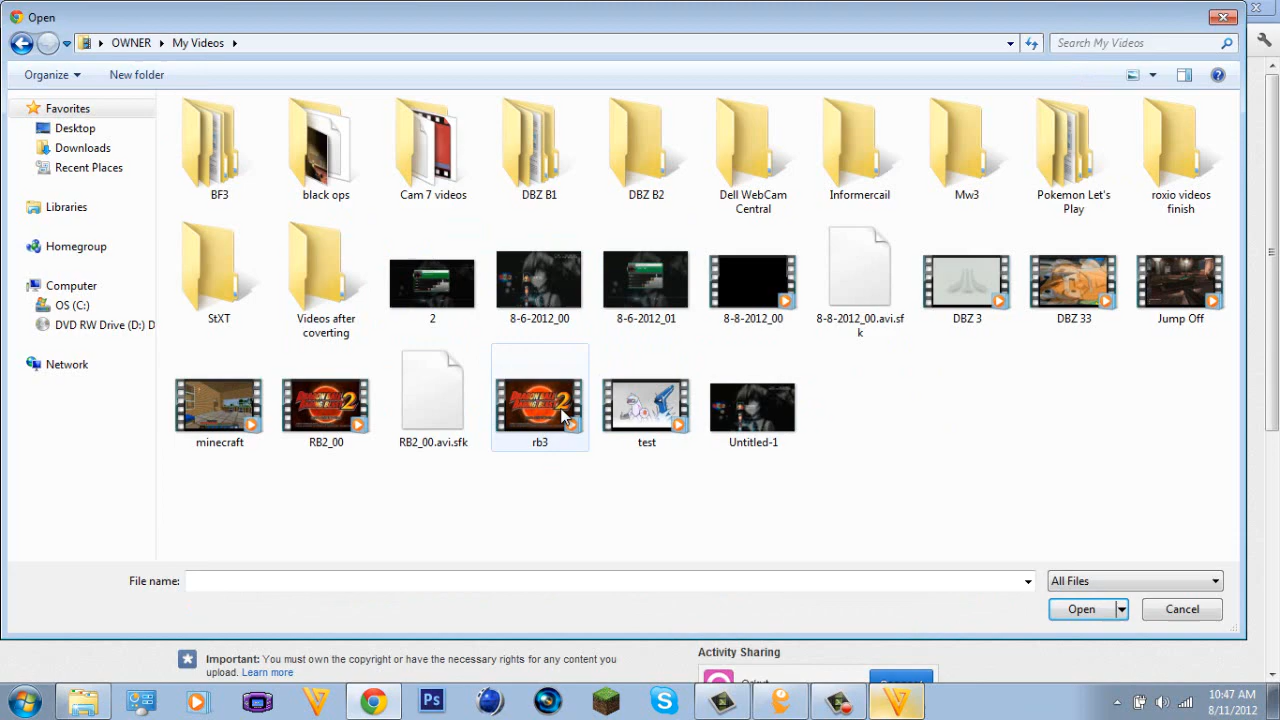 Open
OWNER
My Videos
Search My Videos
Organize
New folder
Favorites
Desktop
Downloads
Recent Places
Libraries
Homegroup
Computer
OS (C:)
DVD RW Drive (D:) D
Network
BF3
black ops
Cam 7 videos
DBZ B1
DBZ B2
Dell WebCam
Central
Informercail
Mw3
Pokemon Let's
Play
roxio videos
finish
StXT
Videos after
coverting
2
8-6-2012_00
8-6-2012_01
8-8-2012_00
8-8-2012_00.avi.sf
k
DBZ 3
DBZ 33
Jump Off
minecraft
RB2_00
RB2_00.avi.sfk
rb3
test
Untitled-1
File name:
All Files
Open
Cancel
Important: You must own the copyright or have the necessary rights for any content you
upload. Learn more
Activity Sharing
Ps
10:47 AM
8/11/2012